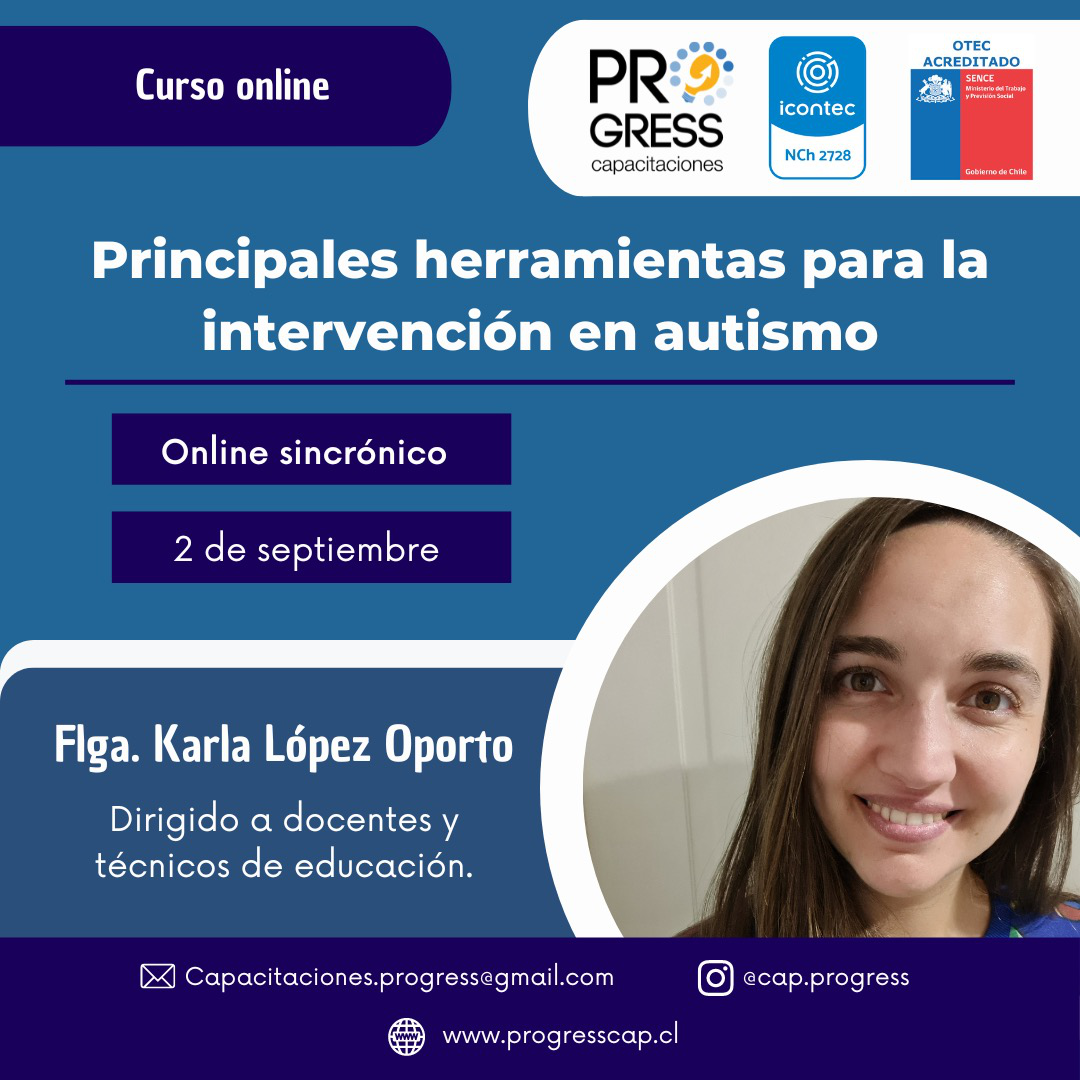 Curso online
PROGRESS
capacitaciones
icontec
NCh 2728
OTEC
ACREDITADO
SENCE
Ministerio del Trabajo
y Previsión Social
Gobierno de Chile
Principales herramientas para la
intervención en autismo
Online sincrónico
2 de septiembre
Flga. Karla López Oporto
Dirigido a docentes y
técnicos de educación.
Capacitaciones.progress@gmail.com
@cap.progress
www
www.progresscap.cl